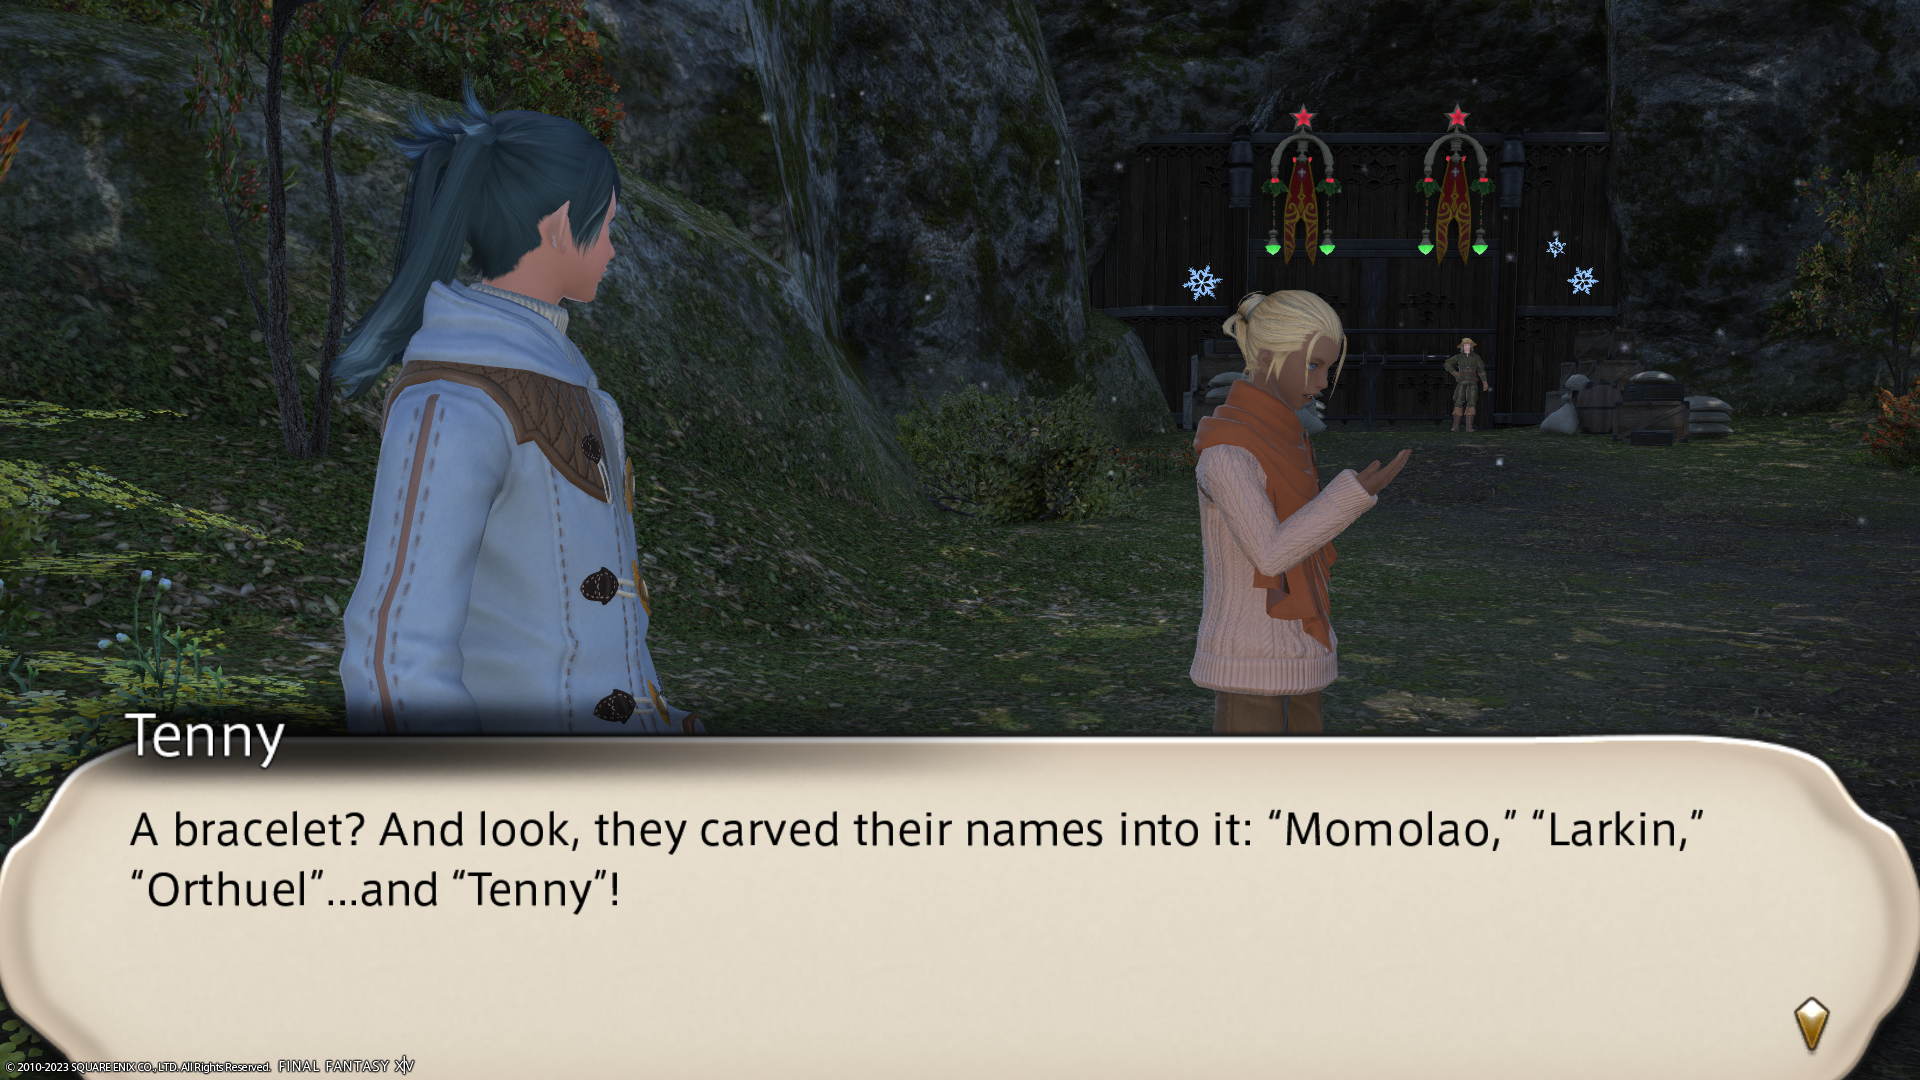 Tenny
A bracelet? And look, they carved their names into it: “Momolao,” “Larkin,”
“Orthuel”...and “Tenny”!
© 2010-2023 SQUARE ENIX CO., LTD. All Rights Reserved. FINAL FANTASY XIV